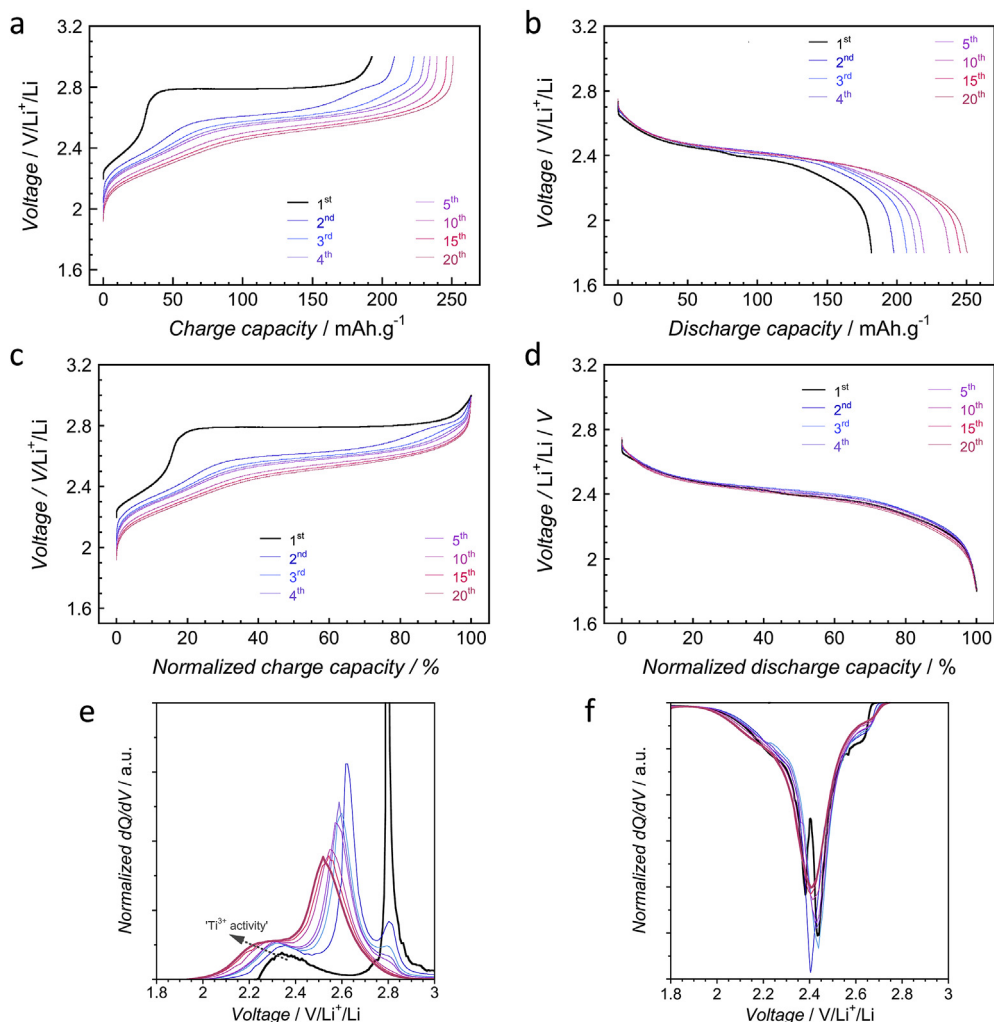 a
3.2
2.8
2.4
2
1.6
Voltage / V/Li⁺/Li
1ˢᵗ
2ⁿᵈ
3ʳᵈ
4ᵗʰ
5ᵗʰ
10ᵗʰ
15ᵗʰ
20ᵗʰ
0 50 100 150 200 250
Charge capacity / mAh.g⁻¹
b
3.2
2.8
2.4
2
1.6
Voltage / V/Li⁺/Li
1ˢᵗ
2ⁿᵈ
3ʳᵈ
4ᵗʰ
5ᵗʰ
10ᵗʰ
15ᵗʰ
20ᵗʰ
0 50 100 150 200 250
Discharge capacity / mAh.g⁻¹
c
3.2
2.8
2.4
2
1.6
Voltage / V/Li⁺/Li
1ˢᵗ
2ⁿᵈ
3ʳᵈ
4ᵗʰ
5ᵗʰ
10ᵗʰ
15ᵗʰ
20ᵗʰ
0 20 40 60 80 100
Normalized charge capacity / %
d
3.2
2.8
2.4
2
1.6
Voltage / Li⁺/Li / V
1ˢᵗ
2ⁿᵈ
3ʳᵈ
4ᵗʰ
5ᵗʰ
10ᵗʰ
15ᵗʰ
20ᵗʰ
0 20 40 60 80 100
Normalized discharge capacity / %
e
Normalized dQ/dV / a.u.
'Ti³⁺ activity'
1.8 2 2.2 2.4 2.6 2.8 3
Voltage / V/Li⁺/Li
f
Normalized dQ/dV / a.u.
1.8 2 2.2 2.4 2.6 2.8 3
Voltage / V/Li⁺/Li